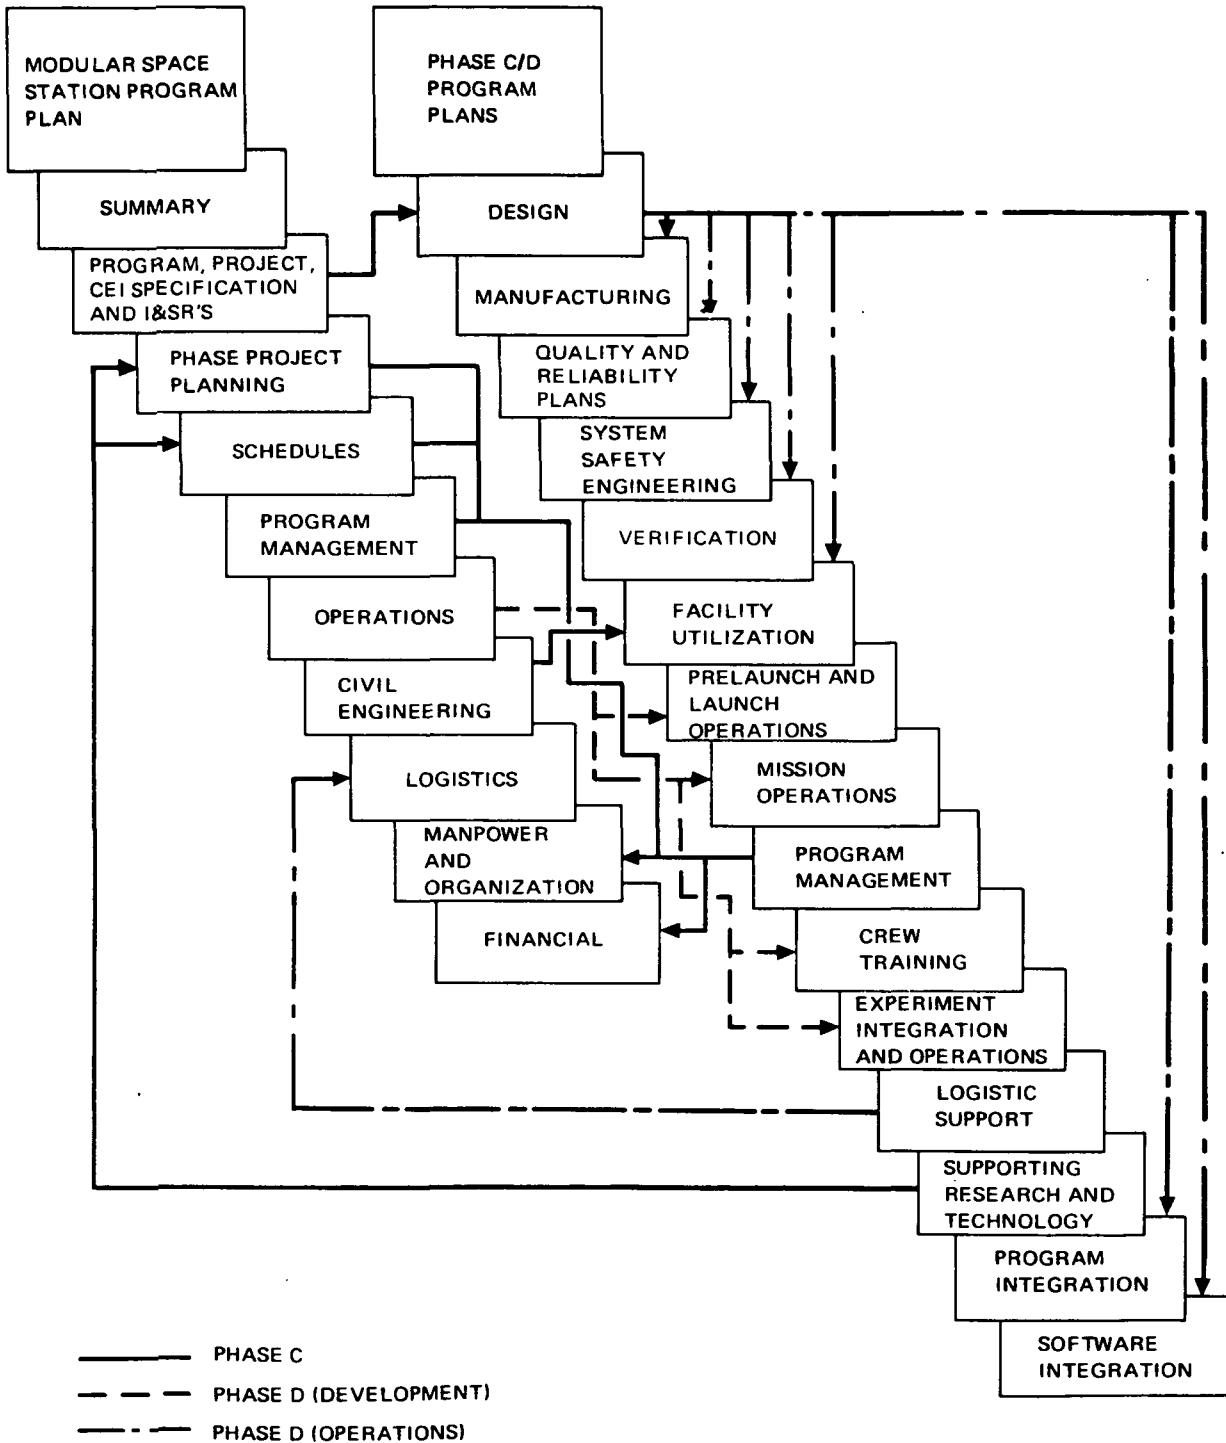 MODULAR SPACE
STATION PROGRAM
PLAN
SUMMARY
PROGRAM, PROJECT,
CEI SPECIFICATION
AND I&SR'S
PHASE PROJECT
PLANNING
SCHEDULES
PROGRAM
MANAGEMENT
OPERATIONS
CIVIL
ENGINEERING
LOGISTICS
MANPOWER
AND
ORGANIZATION
FINANCIAL
PHASE C/D
PROGRAM
PLANS
DESIGN
MANUFACTURING
QUALITY AND
RELIABILITY
PLANS
SYSTEM
SAFETY
ENGINEERING
VERIFICATION
FACILITY
UTILIZATION
PRELAUNCH AND
LAUNCH
OPERATIONS
MISSION
OPERATIONS
PROGRAM
MANAGEMENT
CREW
TRAINING
EXPERIMENT
INTEGRATION
AND OPERATIONS
LOGISTIC
SUPPORT
SUPPORTING
RESEARCH AND
TECHNOLOGY
PROGRAM
INTEGRATION
SOFTWARE
INTEGRATION
PHASE C
PHASE D (DEVELOPMENT)
PHASE D (OPERATIONS)